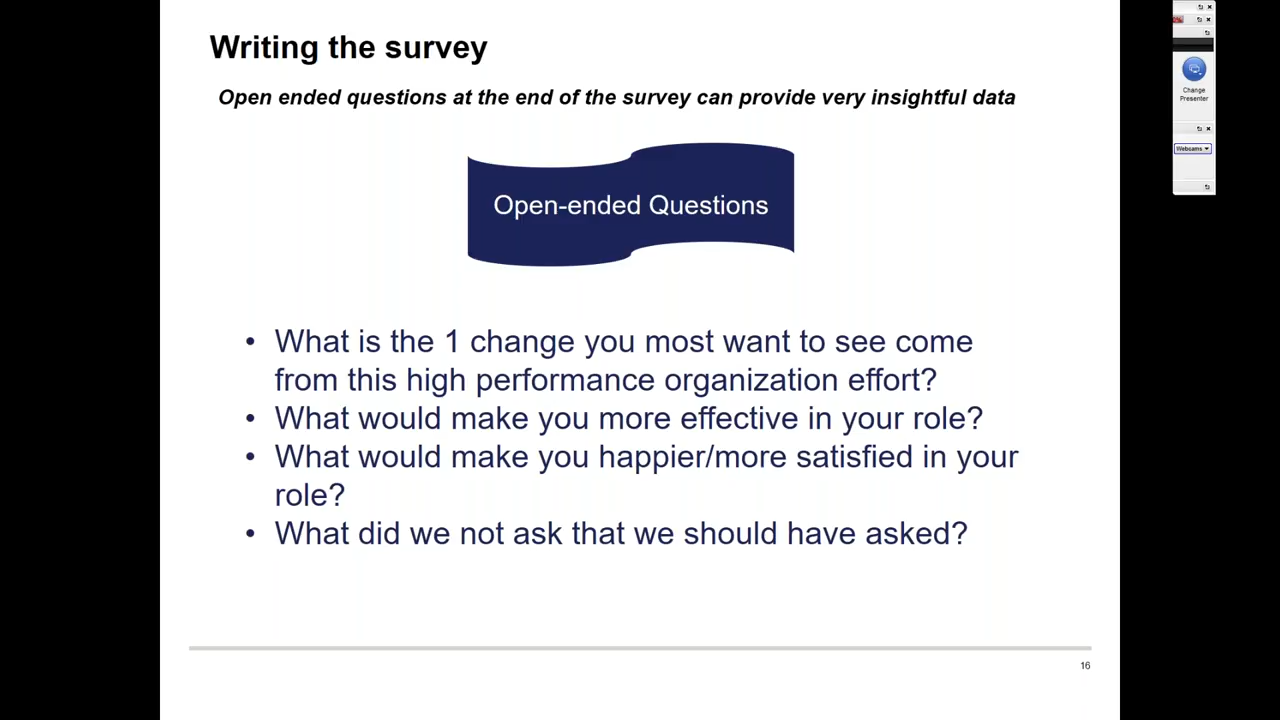 Writing the survey
Open ended questions at the end of the survey can provide very insightful data
Open-ended Questions
• What is the 1 change you most want to see come
from this high performance organization effort?
• What would make you more effective in your role?
• What would make you happier/more satisfied in your
role?
• What did we not ask that we should have asked?
16
Change
Presenter
Webcams